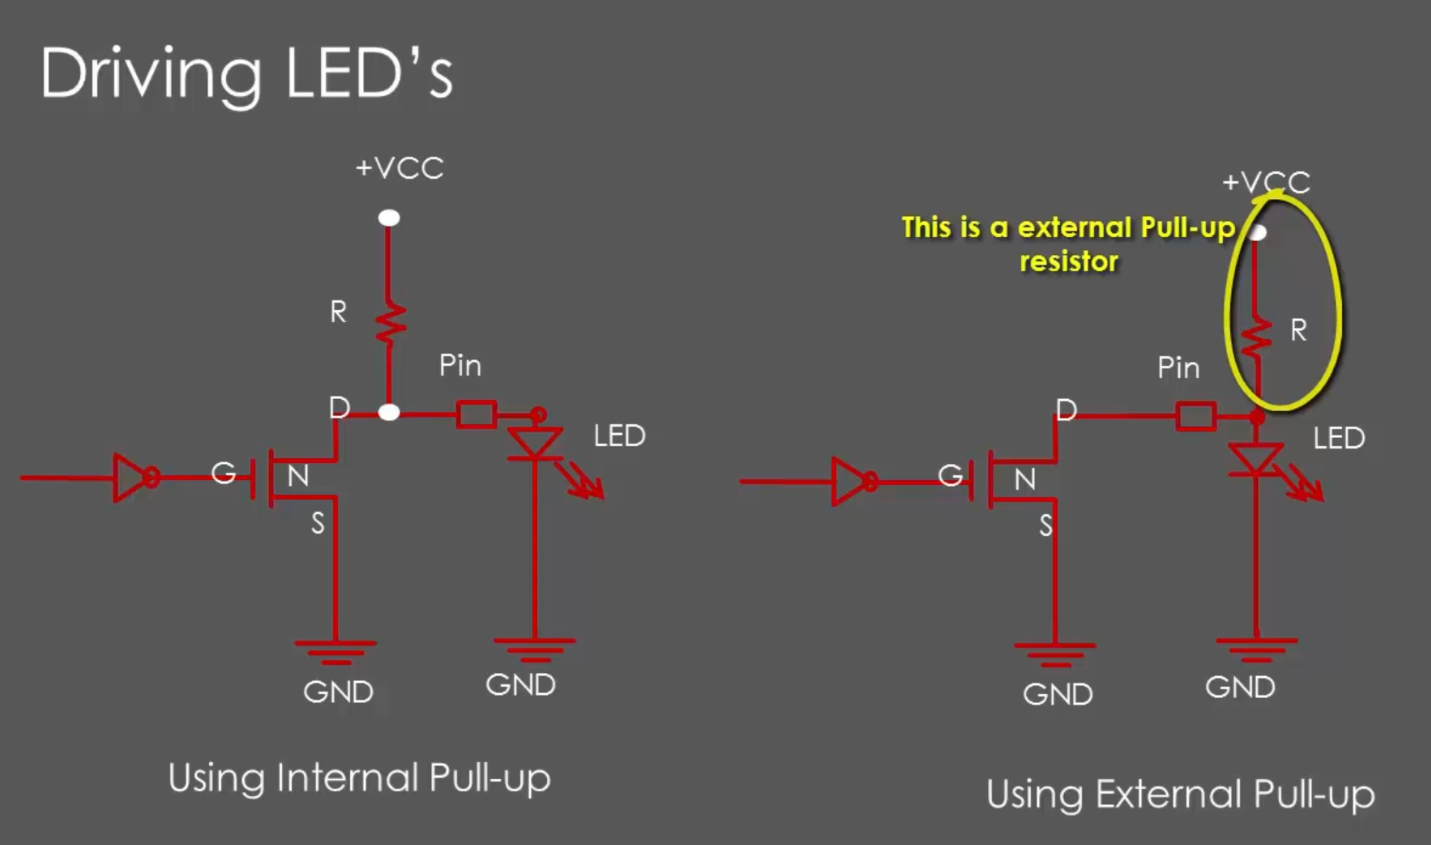 Driving LED's
+VCC
R
Pin
D
LED
G
N
S
GND
GND
Using Internal Pull-up
+VCC
This is a external Pull-up
resistor
R
Pin
D
LED
G
N
S
GND
GND
Using External Pull-up